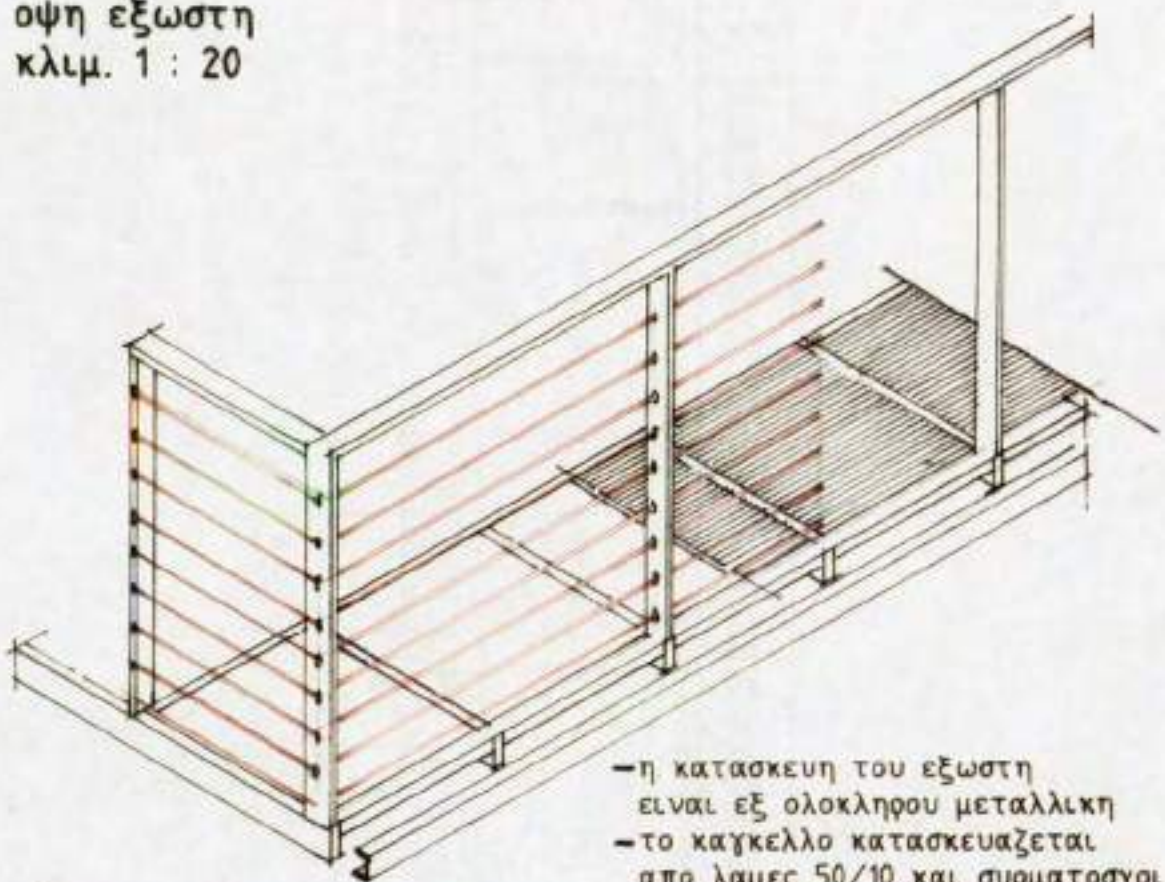 οψη εξωστη
κλιμ. 1 : 20
– η κατασκευη του εξωστη
ειναι εξ ολοκληρου μεταλλικη
– το καγκελλο κατασκευαζεται
απο λαμες 50/10 και συρματοσχοι